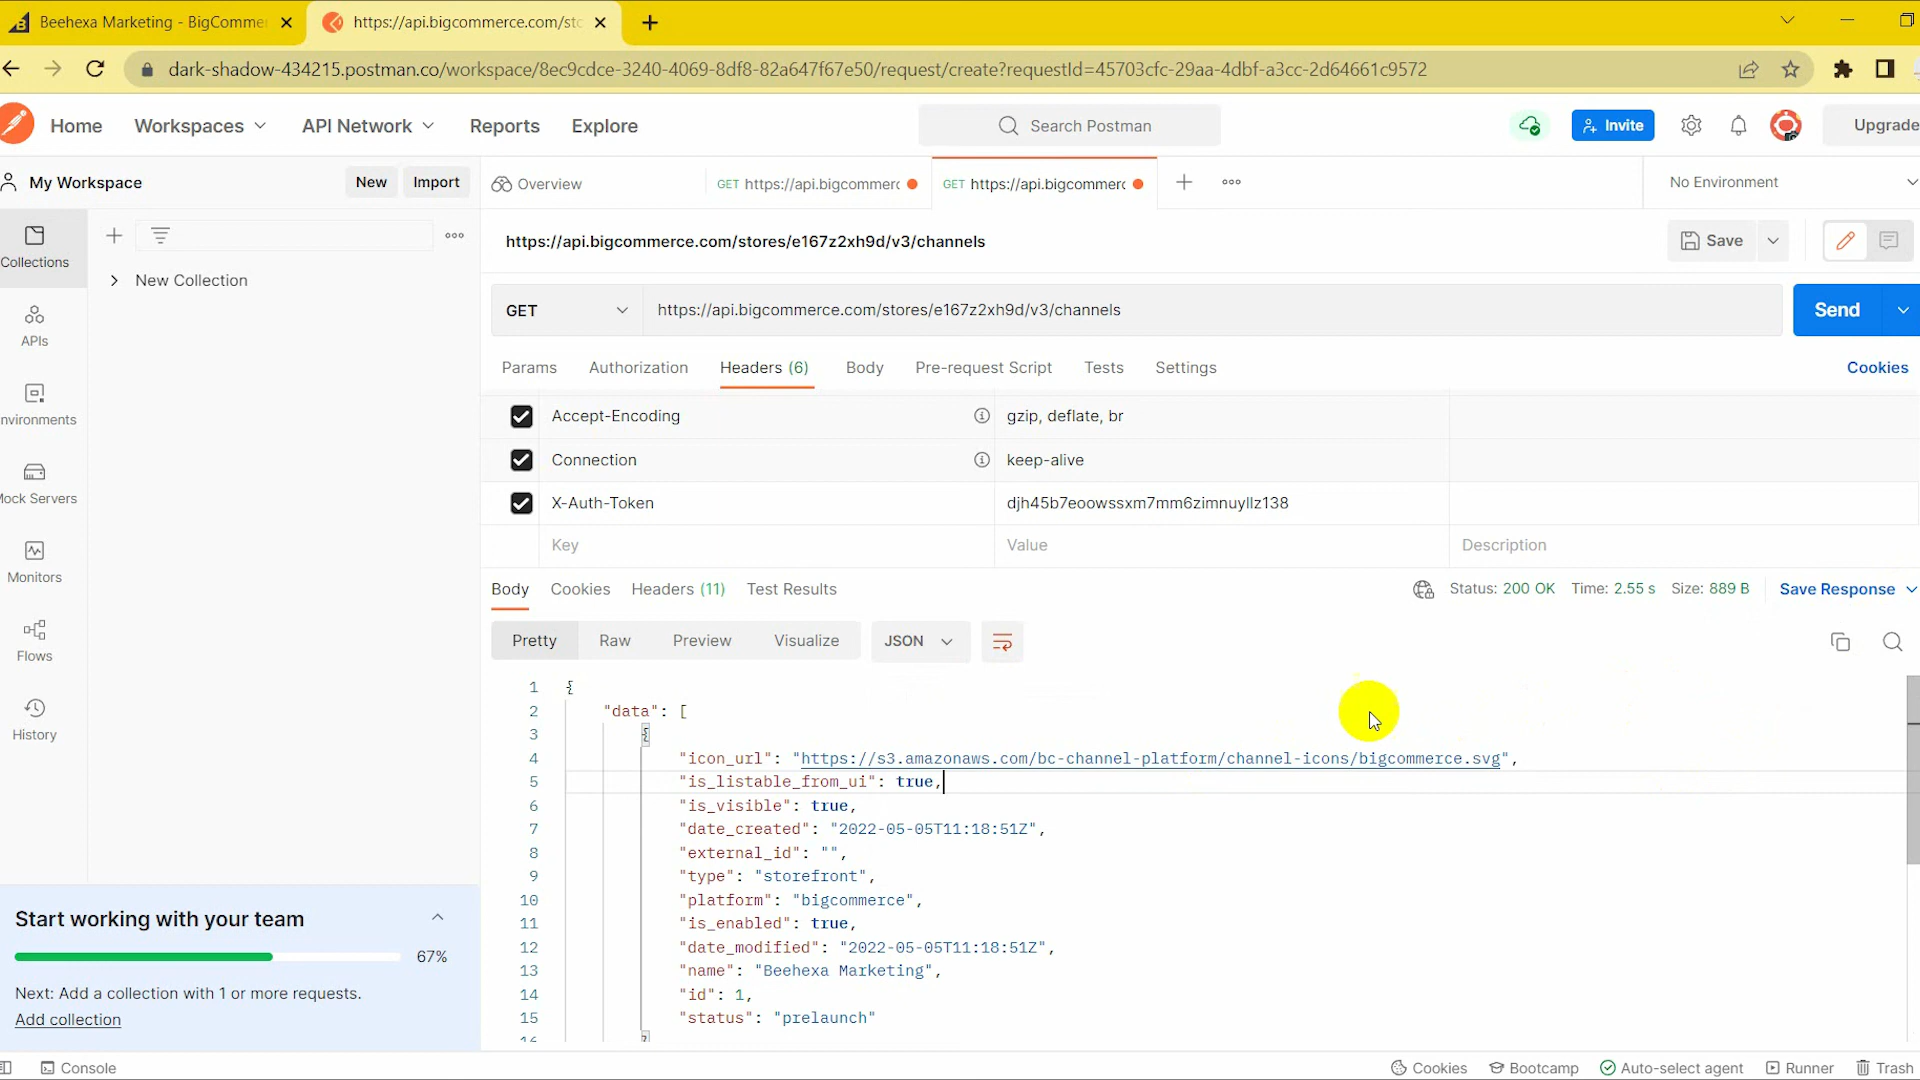 Beehexa Marketing - BigComme
https://api.bigcommerce.com/sto
dark-shadow-434215.postman.co/workspace/8ec9cdce-3240-4069-8df8-82a647f67e50/request/create?requestId=45703cfc-29aa-4dbf-a3cc-2d64661c9572
Home Workspaces API Network Reports Explore Search Postman Invite Upgrade
My Workspace New Import Overview GET https://api.bigcommerc GET https://api.bigcommerc No Environment
https://api.bigcommerce.com/stores/e167z2xh9d/v3/channels Save
Collections
New Collection
GET https://api.bigcommerce.com/stores/e167z2xh9d/v3/channels Send
APIs
Params Authorization Headers (6) Body Pre-request Script Tests Settings Cookies
nvironments
Accept-Encoding gzip, deflate, br
Connection keep-alive
Mock Servers
X-Auth-Token djh45b7eoowssxm7mm6zimnuyllz138
Key Value Description
Monitors
Body Cookies Headers (11) Test Results Status: 200 OK Time: 2.55 s Size: 889 B Save Response
Flows
Pretty Raw Preview Visualize JSON
History
1 {
2 "data": [
3 {
4 "icon_url": "https://s3.amazonaws.com/bc-channel-platform/channel-icons/bigcommerce.svg",
5 "is_listable_from_ui": true,
6 "is_visible": true,
7 "date_created": "2022-05-05T11:18:51Z",
8 "external_id": "",
9 "type": "storefront",
10 "platform": "bigcommerce",
11 "is_enabled": true,
12 "date_modified": "2022-05-05T11:18:51Z",
13 "name": "Beehexa Marketing",
14 "id": 1,
15 "status": "prelaunch"
16 }
Start working with your team
67%
Next: Add a collection with 1 or more requests.
Add collection
Console Cookies Bootcamp Auto-select agent Runner Trash